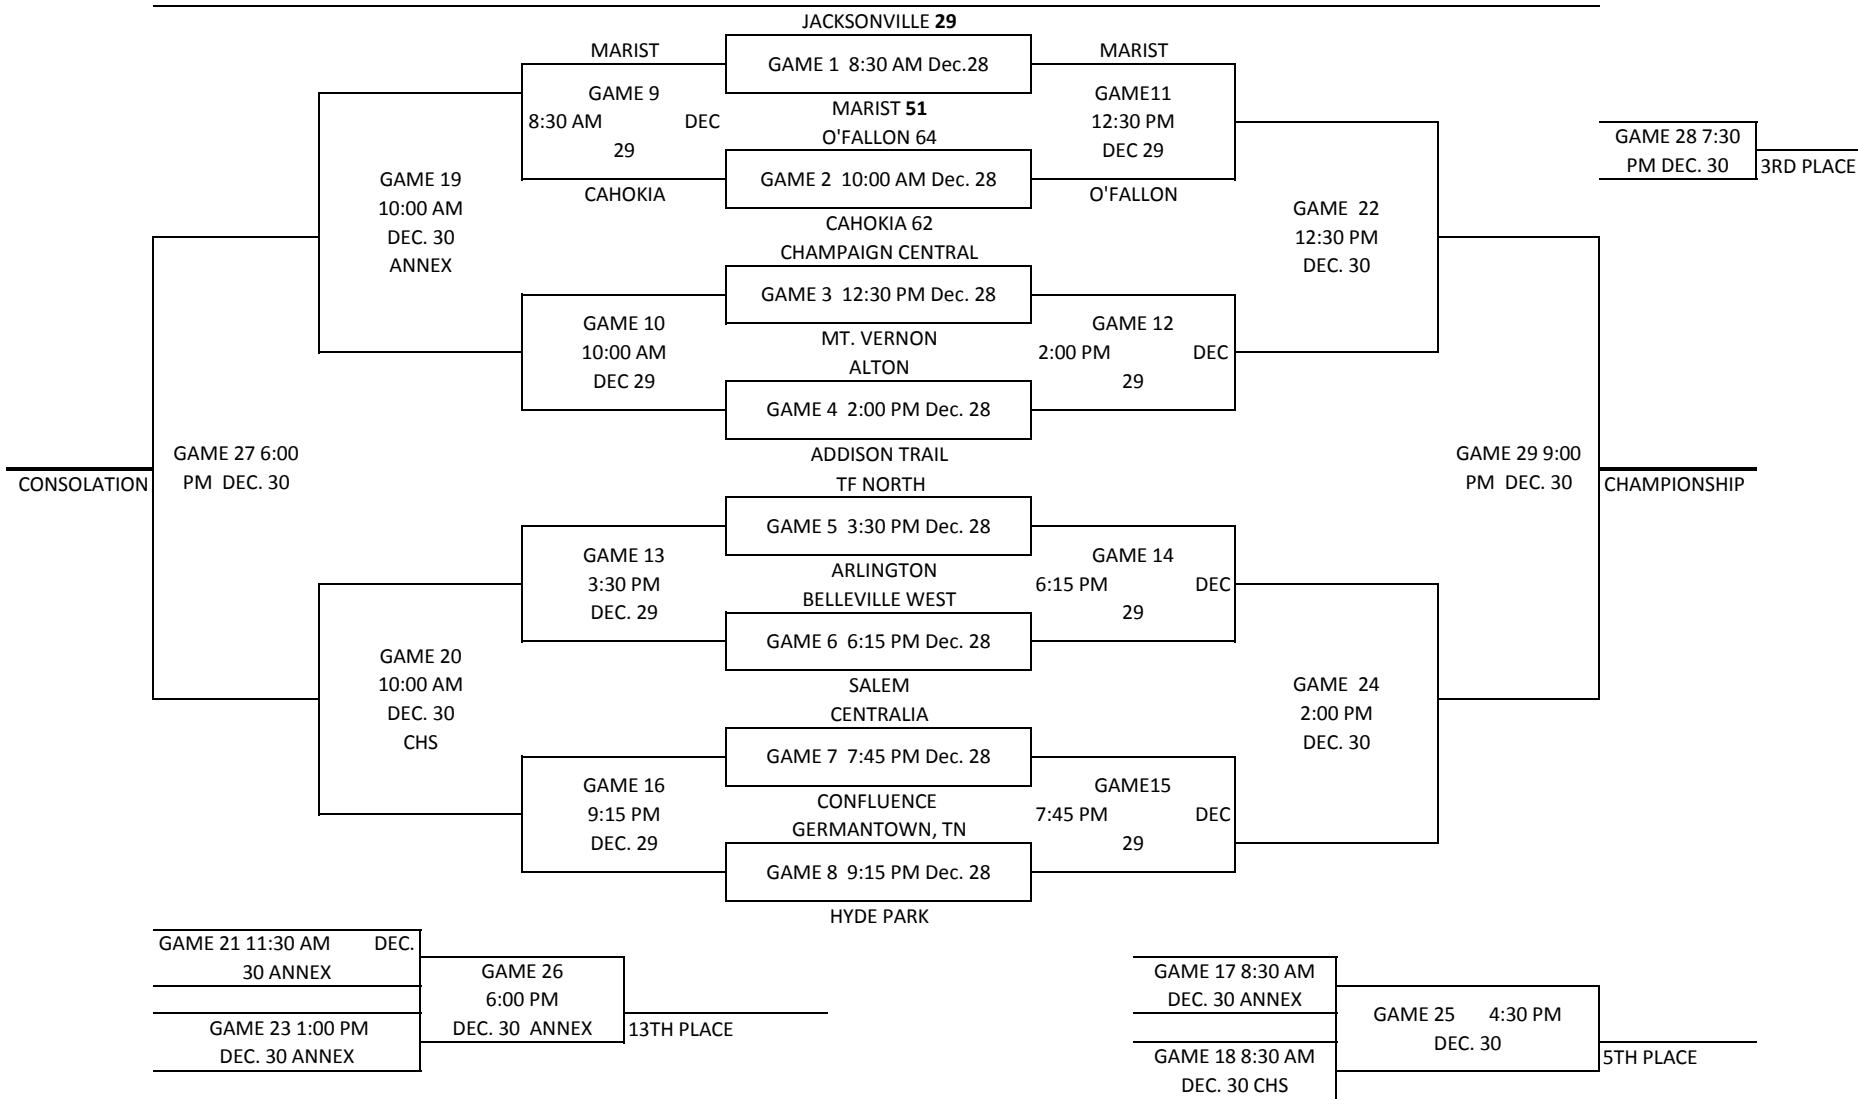 JACKSONVILLE 29
MARIST
GAME 1 8:30 AM Dec.28
MARIST
GAME 9
8:30 AM DEC
29
MARIST 51
O'FALLON 64
GAME11
12:30 PM
DEC 29
GAME 28 7:30
PM DEC. 30
3RD PLACE
GAME 19
10:00 AM
DEC. 30
ANNEX
CAHOKIA
GAME 2 10:00 AM Dec. 28
O'FALLON
CAHOKIA 62
CHAMPAIGN CENTRAL
GAME 22
12:30 PM
DEC. 30
GAME 3 12:30 PM Dec. 28
GAME 10
10:00 AM
DEC 29
MT. VERNON
ALTON
GAME 12
2:00 PM DEC
29
GAME 4 2:00 PM Dec. 28
GAME 27 6:00
PM DEC. 30
CONSOLATION
ADDISON TRAIL
TF NORTH
GAME 29 9:00
PM DEC. 30
CHAMPIONSHIP
GAME 5 3:30 PM Dec. 28
GAME 13
3:30 PM
DEC. 29
ARLINGTON
BELLEVILLE WEST
GAME 14
6:15 PM DEC
29
GAME 6 6:15 PM Dec. 28
GAME 20
10:00 AM
DEC. 30
CHS
SALEM
CENTRALIA
GAME 24
2:00 PM
DEC. 30
GAME 7 7:45 PM Dec. 28
GAME 16
9:15 PM
DEC. 29
CONFLUENCE
GERMANTOWN, TN
GAME15
7:45 PM DEC
29
GAME 8 9:15 PM Dec. 28
HYDE PARK
GAME 21 11:30 AM DEC.
30 ANNEX
GAME 26
6:00 PM
DEC. 30 ANNEX
13TH PLACE
GAME 23 1:00 PM
DEC. 30 ANNEX
GAME 17 8:30 AM
DEC. 30 ANNEX
GAME 25 4:30 PM
DEC. 30
5TH PLACE
GAME 18 8:30 AM
DEC. 30 CHS